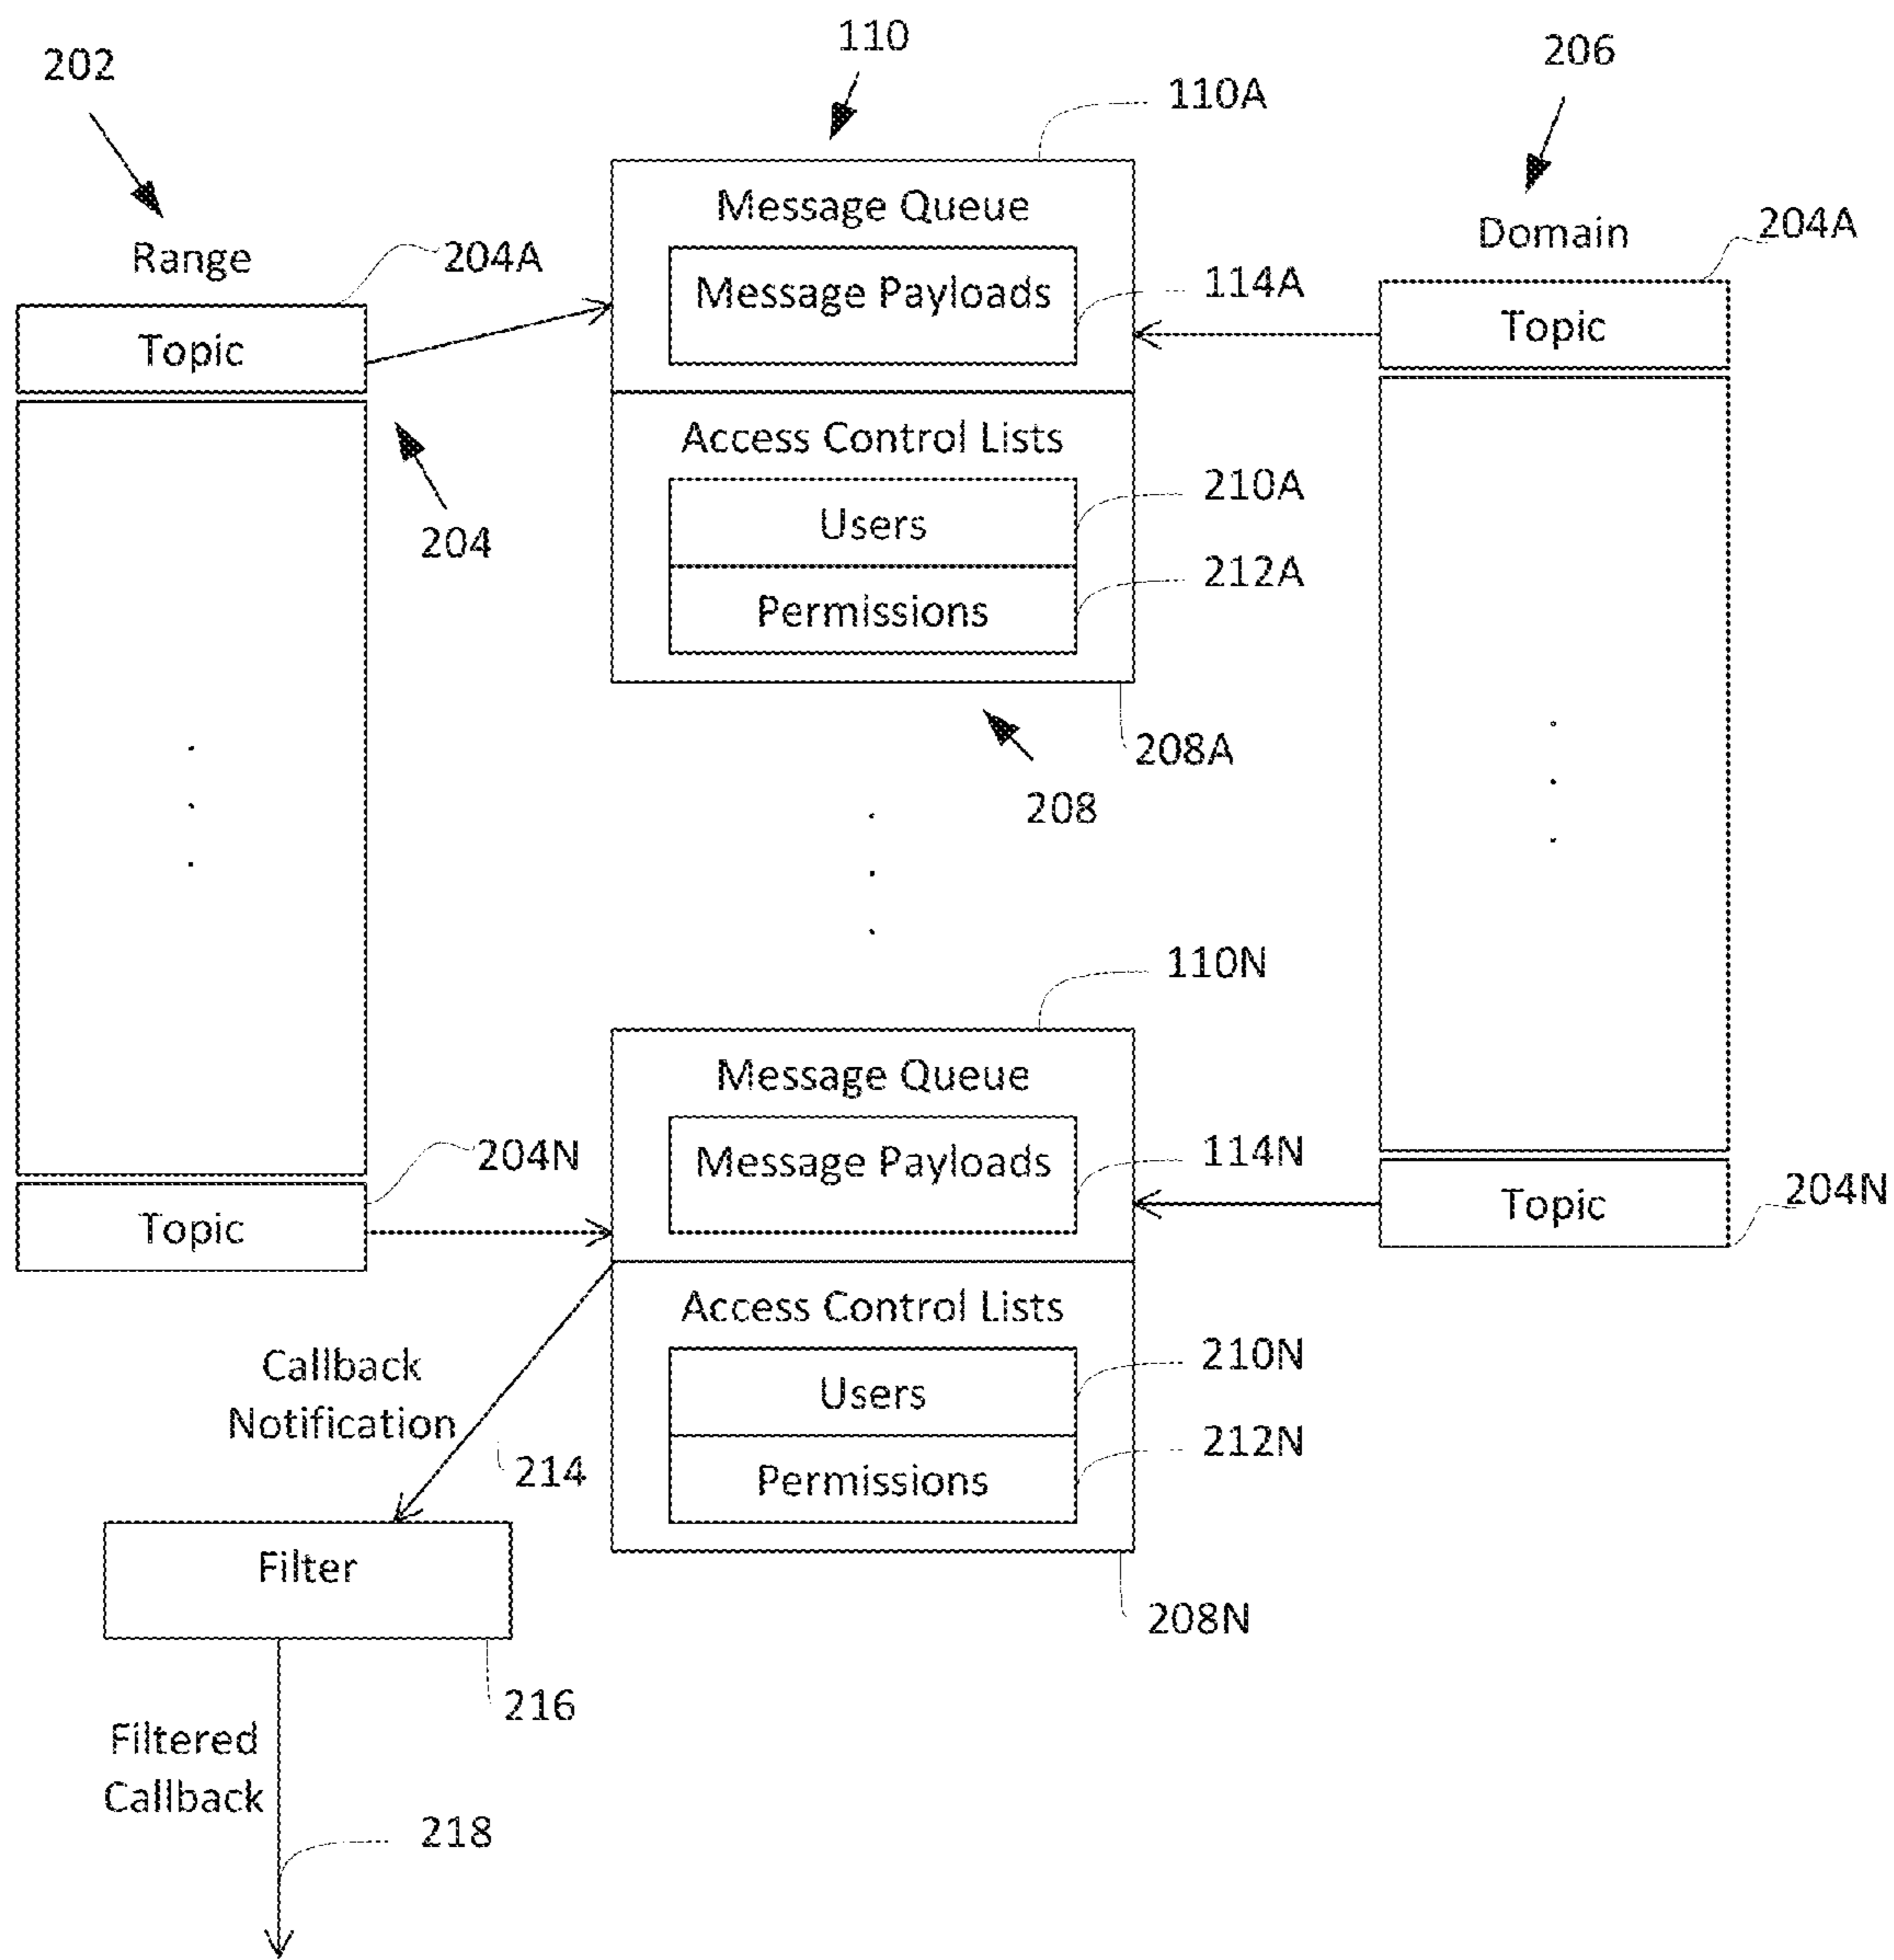 202
110
206
110A
Message Queue
Range
204A
Domain
204A
Message Payloads
114A
Topic
Topic
Access Control Lists
204
210A
Users
212A
Permissions
208A
208
110N
Message Queue
204N
Message Payloads
114N
Topic
Topic
204N
Access Control Lists
Callback
Notification
210N
Users
214
212N
Permissions
Filter
208N
216
Filtered
Callback
218